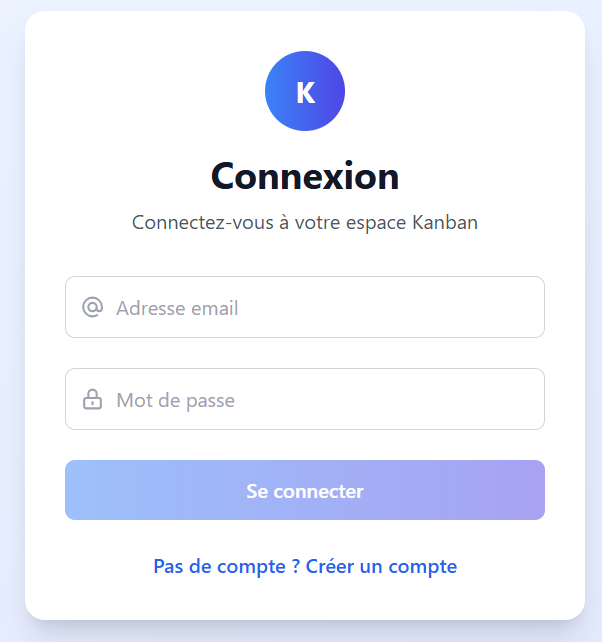 K
Connexion
Connectez-vous à votre espace Kanban
Adresse email
Mot de passe
Se connecter
Pas de compte ? Créer un compte